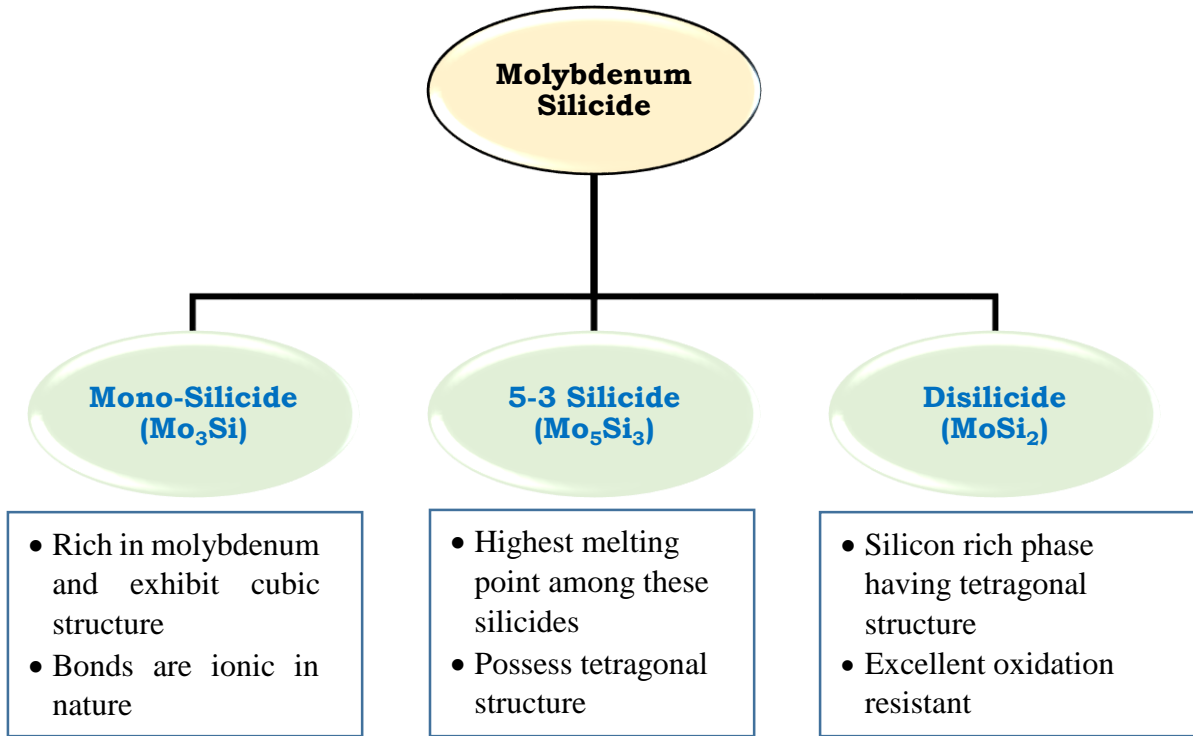 Molybdenum
Silicide
Mono-Silicide
(Mo₃Si)
5-3 Silicide
(Mo₅Si₃)
Disilicide
(MoSi₂)
• Rich in molybdenum
and exhibit cubic
structure
• Bonds are ionic in
nature
• Highest melting
point among these
silicides
• Possess tetragonal
structure
• Silicon rich phase
having tetragonal
structure
• Excellent oxidation
resistant